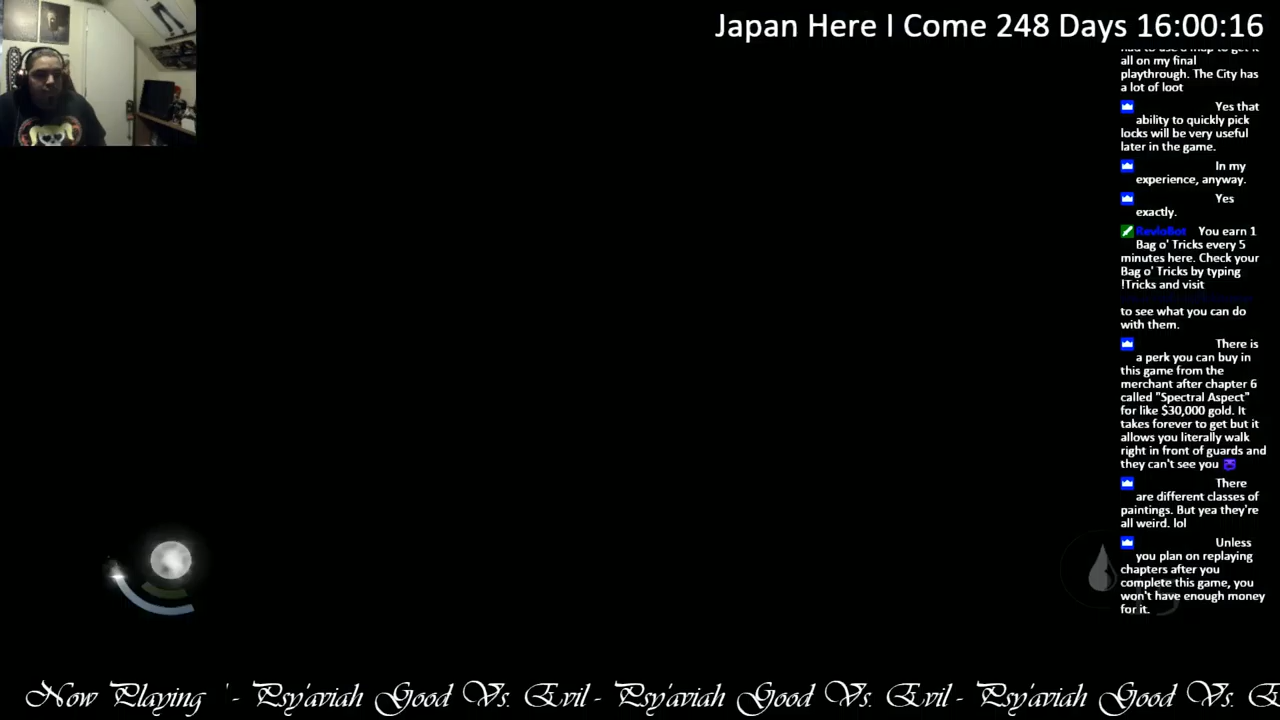 Japan Here I Come 248 Days 16:00:16
had to use a map to get it
all on my final
playthrough. The City has
a lot of loot
Yes that
ability to quickly pick
locks will be very useful
later in the game.
In my
experience, anyway.
Yes
exactly.
RevloBot You earn 1
Bag o' Tricks every 5
minutes here. Check your
Bag o' Tricks by typing
!Tricks and visit
to see what you can do
with them.
There is
a perk you can buy in
this game from the
merchant after chapter 6
called "Spectral Aspect"
for like $30,000 gold. It
takes forever to get but it
allows you literally walk
right in front of guards and
they can't see you
There
are different classes of
paintings. But yea they're
all weird. lol
Unless
you plan on replaying
chapters after you
complete this game, you
won't have enough money
for it.
Now Playing ' - Psy'aviah Good Vs. Evil - Psy'aviah Good Vs. Evil - Psy'aviah Good Vs. E